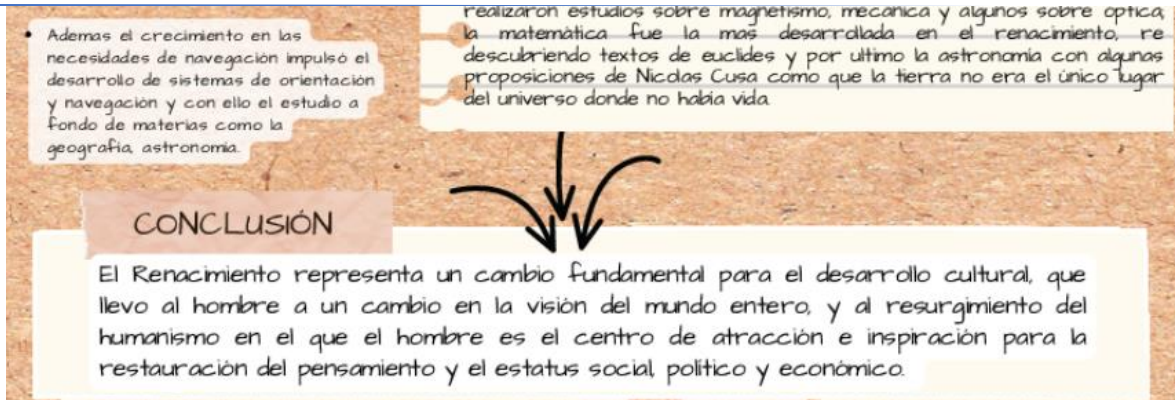 Ademas el crecimiento en las
necesidades de navegación impulsó el
desarrollo de sistemas de orientación
y navegación y con ello el estudio a
fondo de materias como la
geografia, astronomia.
realizaron estudios sobre magnetismo, mecánica y algunos sobre optica,
la matemática fue la mas desarrollada en el renacimiento, re
descubriendo textos de euclides y por ultimo la astronomia con algunas
proposiciones de Nicolas Cusa como que la tierra no era el único lugar
del universo donde no habia vida.
CONCLUSIÓN
El Renacimiento representa un cambio fundamental para el desarrollo cultural, que
llevo al hombre a un cambio en la visión del mundo entero, y al resurgimiento del
humanismo en el que el hombre es el centro de atracción e inspiración para la
restauración del pensamiento y el estatus social, político y económico.